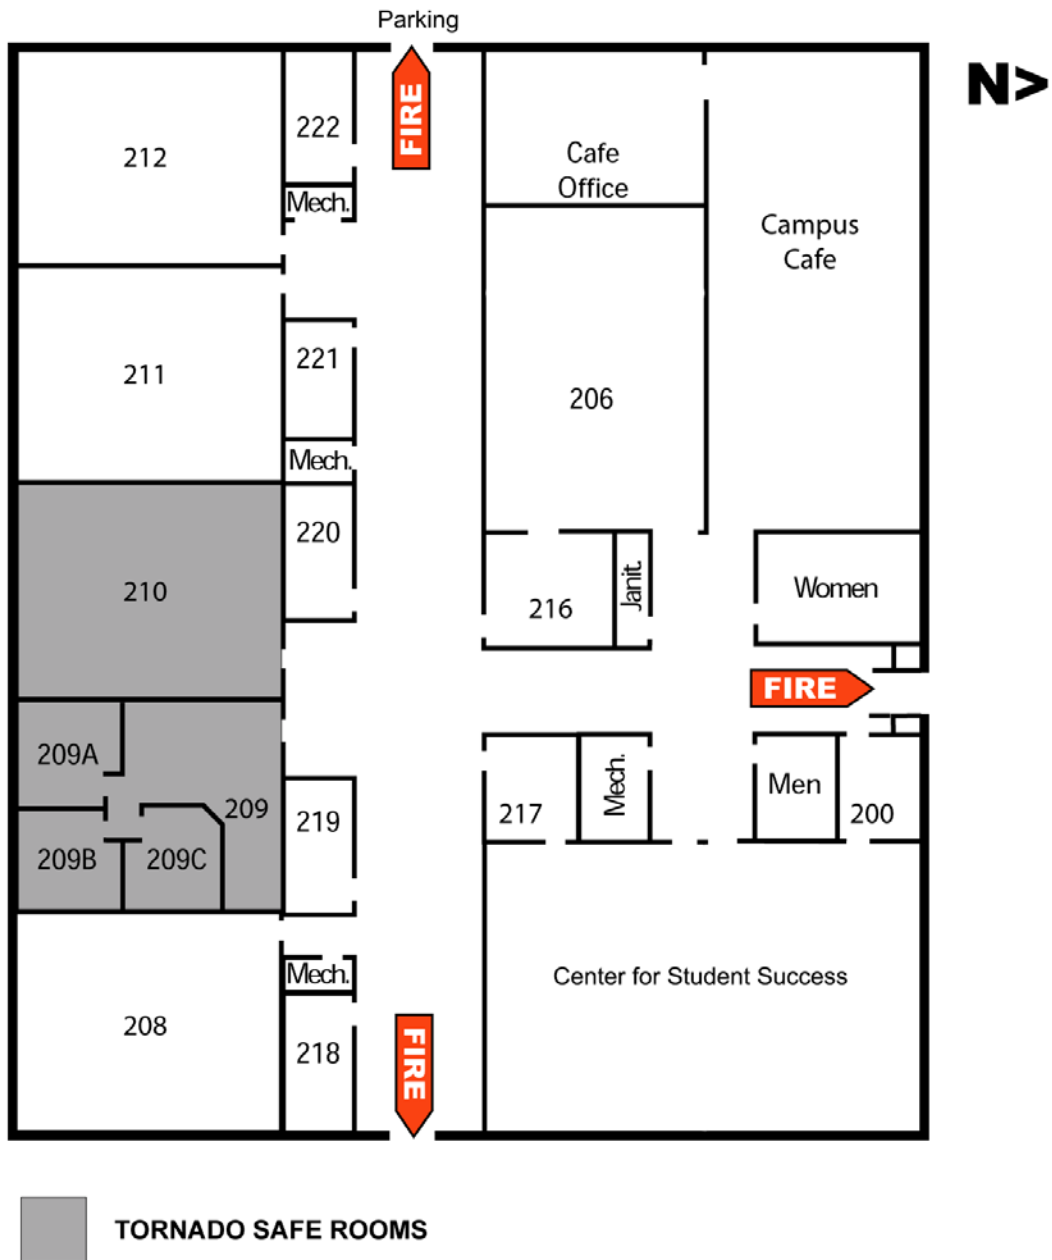 Parking
N>
FIRE
222
212
Cafe
Office
Mech.
Campus
Cafe
221
211
206
Mech.
220
210
216
Janit.
Women
FIRE
209A
209
219
217
Mech.
Men
200
209B
209C
Mech.
Center for Student Success
208
218
FIRE
TORNADO SAFE ROOMS